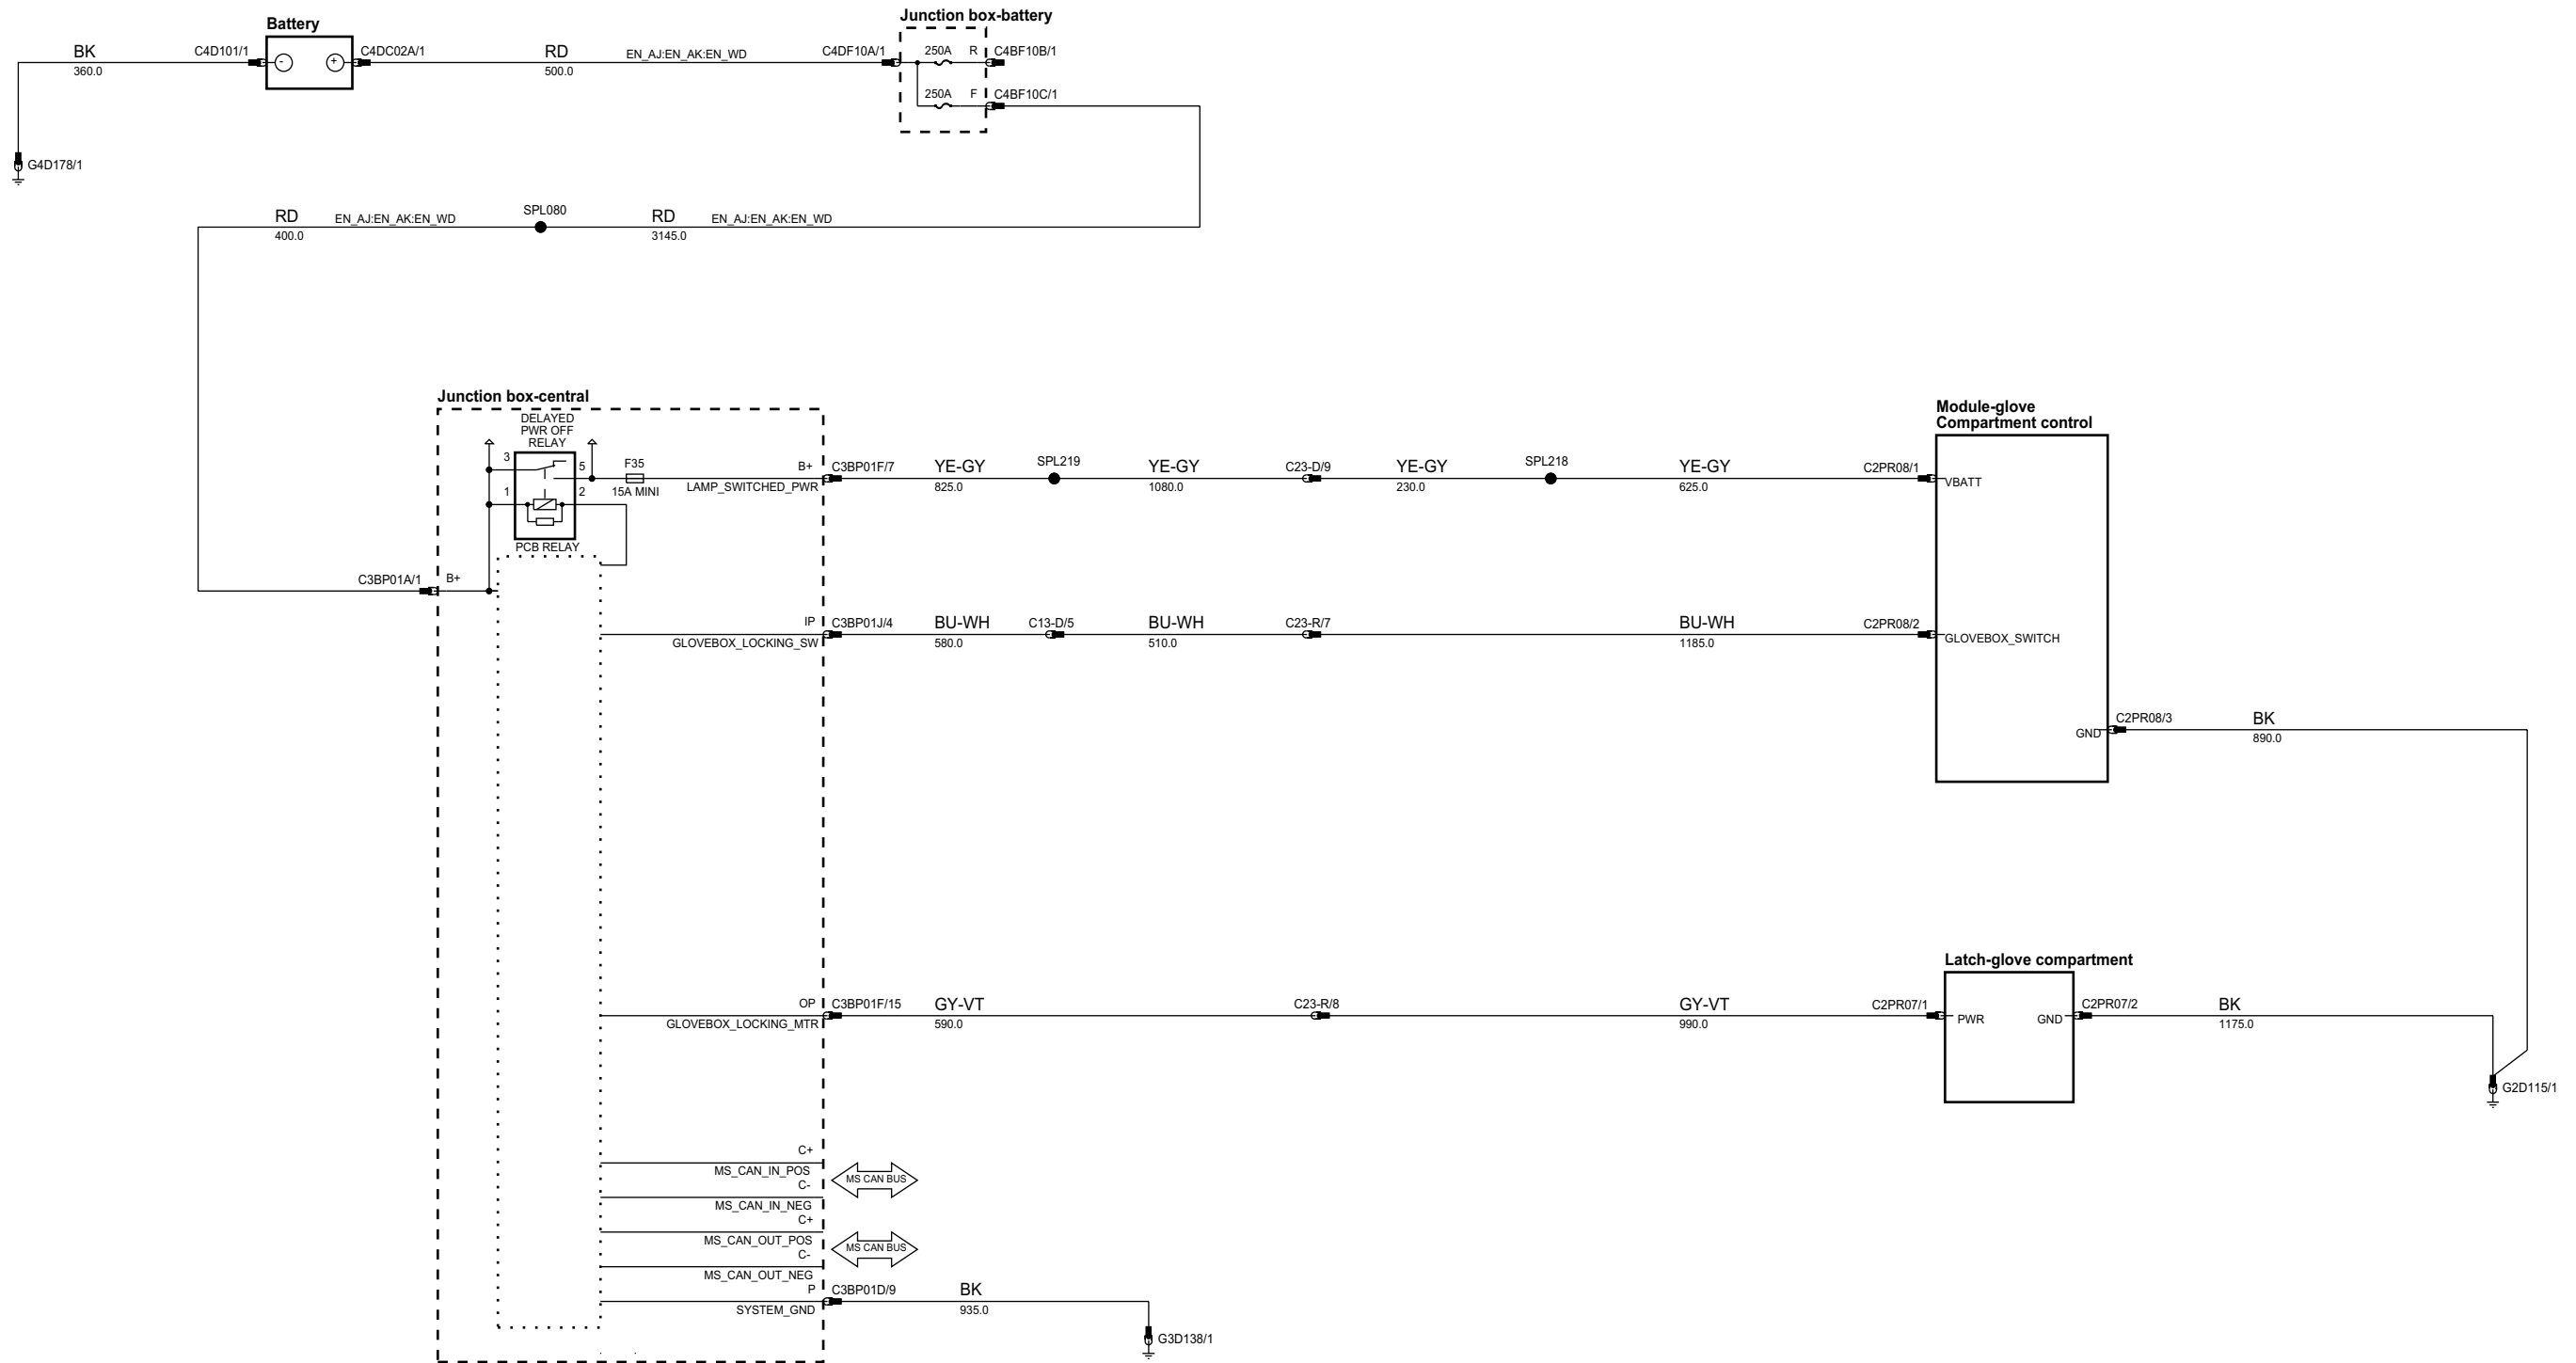 Battery
Junction box-battery
BK
C4D101/1
C4DC02A/1
RD
EN_AJ:EN_AK:EN_WD
C4DF10A/1
250A
R
C4BF10B/1
360.0
-
+
500.0
250A
F
C4BF10C/1
G4D178/1
RD
EN_AJ:EN_AK:EN_WD
SPL080
RD
EN_AJ:EN_AK:EN_WD
400.0
3145.0
Junction box-central
DELAYED
PWR OFF
RELAY
3
5
1
2
F35
15A MINI
PCB RELAY
B+
C3BP01F/7
LAMP_SWITCHED_PWR
YE-GY
825.0
SPL219
YE-GY
1080.0
C23-D/9
YE-GY
230.0
SPL218
YE-GY
625.0
C2PR08/1
Module-glove
Compartment control
VBATT
C3BP01A/1
B+
IP
C3BP01J/4
GLOVEBOX_LOCKING_SW
BU-WH
580.0
C13-D/5
BU-WH
510.0
C23-R/7
BU-WH
1185.0
C2PR08/2
GLOVEBOX_SWITCH
GND
C2PR08/3
BK
890.0
Latch-glove compartment
OP
C3BP01F/15
GLOVEBOX_LOCKING_MTR
GY-VT
590.0
C23-R/8
GY-VT
990.0
C2PR07/1
PWR
GND
C2PR07/2
BK
1175.0
G2D115/1
C+
MS_CAN_IN_POS
MS CAN BUS
C-
MS_CAN_IN_NEG
C+
MS_CAN_OUT_POS
MS CAN BUS
C-
MS_CAN_OUT_NEG
P
C3BP01D/9
SYSTEM_GND
BK
935.0
G3D138/1